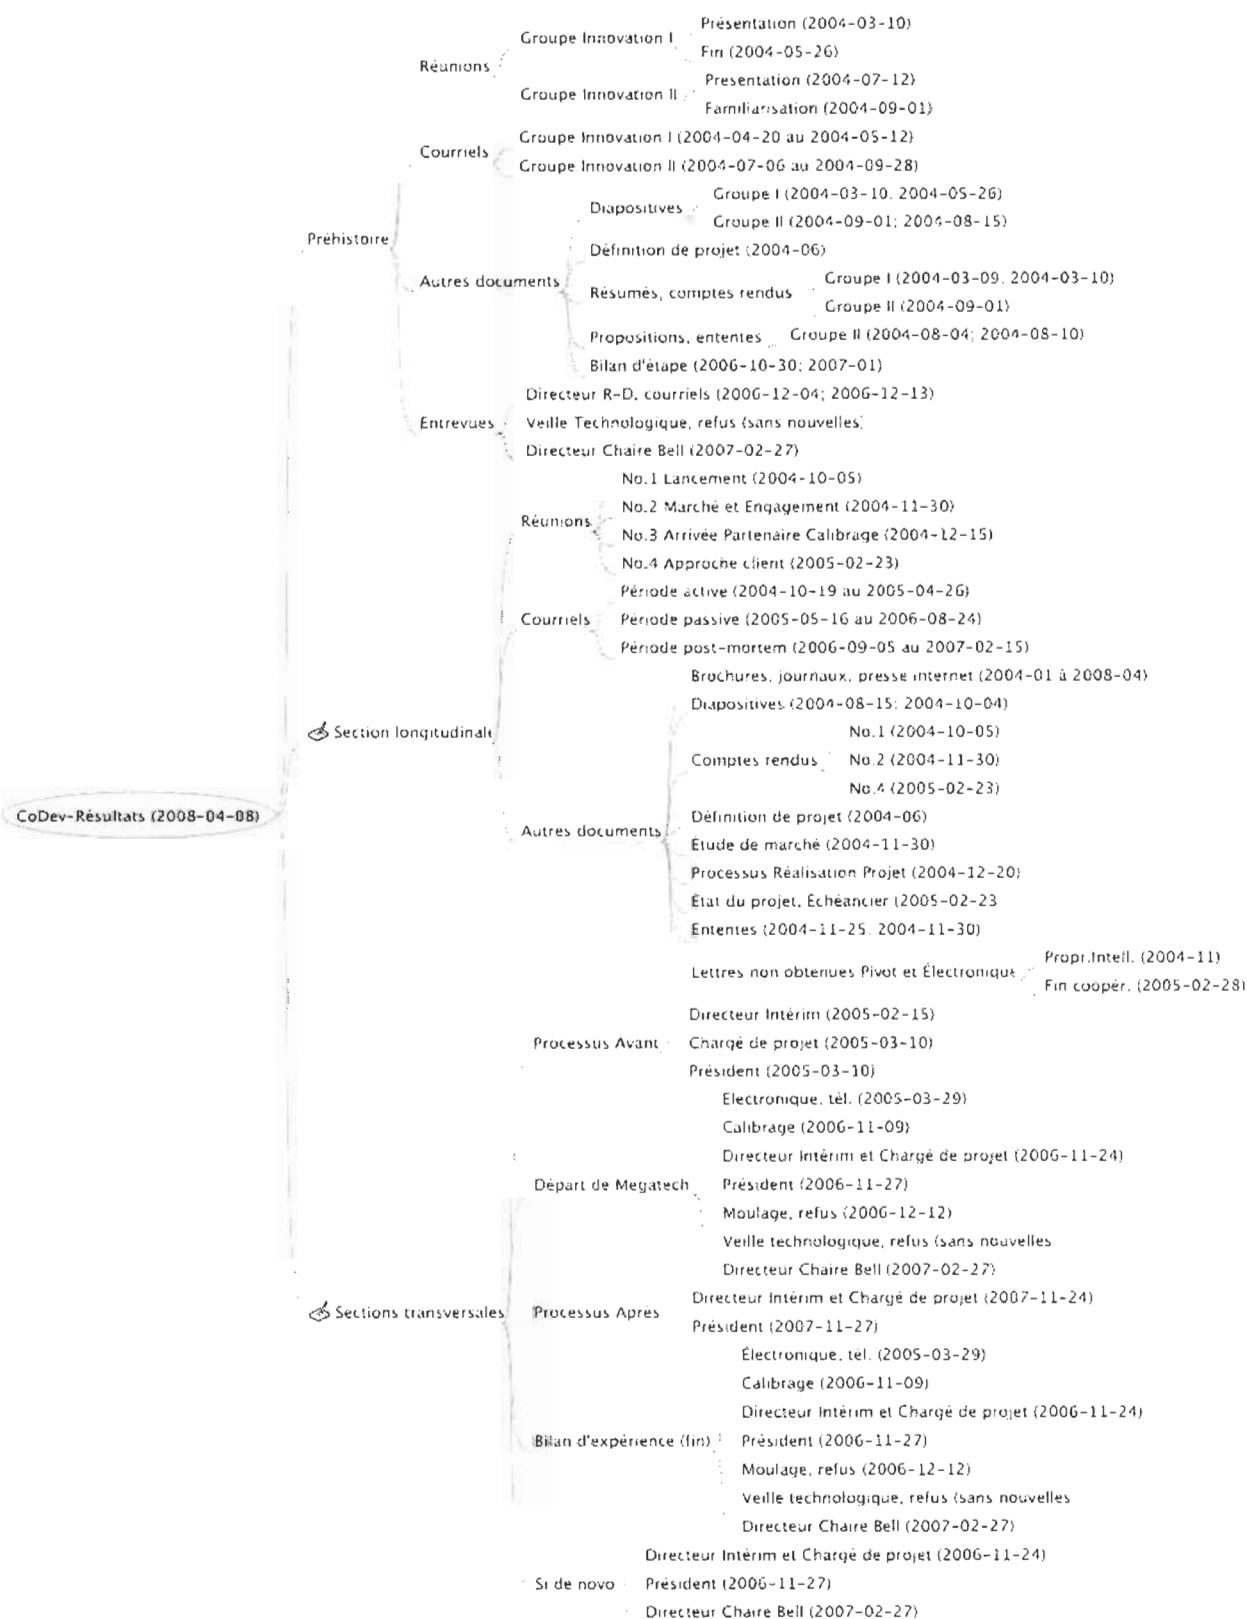 Présentation (2004-03-10)
Groupe Innovation I
Fin (2004-05-26)
Réunions
Presentation (2004-07-12)
Groupe Innovation II
Familiarisation (2004-09-01)
Groupe Innovation I (2004-04-20 au 2004-05-12)
Courriels
Groupe Innovation II (2004-07-06 au 2004-09-28)
Groupe I (2004-03-10, 2004-05-26)
Diapositives
Groupe II (2004-09-01; 2004-08-15)
Préhistoire
Définition de projet (2004-06)
Autres documents
Groupe I (2004-03-09, 2004-03-10)
Résumés, comptes rendus
Groupe II (2004-09-01)
Propositions, ententes
Groupe II (2004-08-04; 2004-08-10)
Bilan d'étape (2006-10-30; 2007-01)
Directeur R-D, courriels (2006-12-04; 2006-12-13)
Entrevues
Veille Technologique, refus (sans nouvelles)
Directeur Chaire Bell (2007-02-27)
No.1 Lancement (2004-10-05)
No.2 Marché et Engagement (2004-11-30)
Réunions
No.3 Arrivée Partenaire Calibrage (2004-12-15)
No.4 Approche client (2005-02-23)
Période active (2004-10-19 au 2005-04-26)
Courriels
Période passive (2005-05-16 au 2006-08-24)
Période post-mortem (2006-09-05 au 2007-02-15)
Brochures, journaux, presse internet (2004-01 à 2008-04)
Diapositives (2004-08-15; 2004-10-04)
Section longitudinale
No.1 (2004-10-05)
Comptes rendus
No.2 (2004-11-30)
No.4 (2005-02-23)
CoDev-Résultats (2008-04-08)
Définition de projet (2004-06)
Autres documents
Étude de marché (2004-11-30)
Processus Réalisation Projet (2004-12-20)
État du projet, Échéancier (2005-02-23
Ententes (2004-11-25, 2004-11-30)
Propr.Intell. (2004-11)
Lettres non obtenues Pivot et Électronique
Fin coopér. (2005-02-28)
Directeur Intérim (2005-02-15)
Processus Avant
Chargé de projet (2005-03-10)
Président (2005-03-10)
Electronique, tél. (2005-03-29)
Calibrage (2006-11-09)
Directeur Intérim et Chargé de projet (2006-11-24)
Départ de Megatech
Président (2006-11-27)
Moulage, refus (2006-12-12)
Veille technologique, refus (sans nouvelles
Directeur Chaire Bell (2007-02-27)
Directeur Intérim et Chargé de projet (2007-11-24)
Sections transversales
Processus Après
Président (2007-11-27)
Électronique, tél. (2005-03-29)
Calibrage (2006-11-09)
Directeur Intérim et Chargé de projet (2006-11-24)
Bilan d'expérience (fin)
Président (2006-11-27)
Moulage, refus (2006-12-12)
Veille technologique, refus (sans nouvelles
Directeur Chaire Bell (2007-02-27)
Directeur Intérim et Chargé de projet (2006-11-24)
Si de novo
Président (2006-11-27)
Directeur Chaire Bell (2007-02-27)